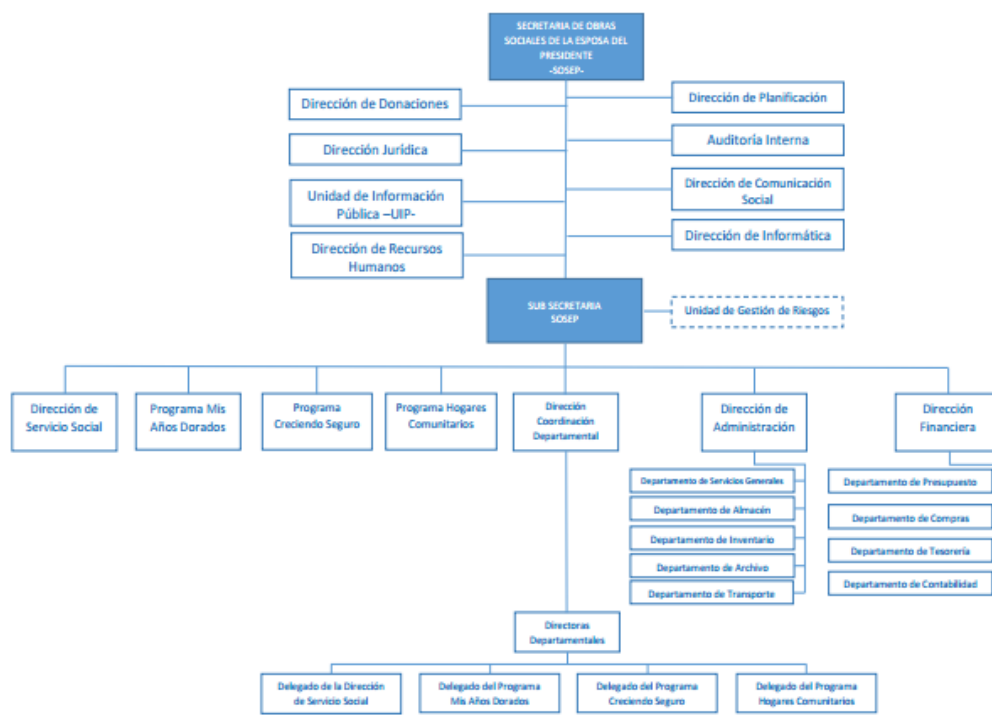 SECRETARIA DE OBRAS
SOCIALES DE LA ESPOSA DEL
PRESIDENTE
-SOSEP-
Dirección de Donaciones
Dirección de Planificación
Dirección Jurídica
Auditoría Interna
Unidad de Información
Pública –UIP-
Dirección de Comunicación
Social
Dirección de Recursos
Humanos
Dirección de Informática
SUB SECRETARIA
SOSEP
Unidad de Gestión de Riesgos
Dirección de
Servicio Social
Programa Mis
Años Dorados
Programa
Creciendo Seguro
Programa Hogares
Comunitarios
Dirección
Coordinación
Departamental
Dirección de
Administración
Dirección
Financiera
Departamento de Servicios Generales
Departamento de Almacén
Departamento de Inventario
Departamento de Archivo
Departamento de Transporte
Departamento de Presupuesto
Departamento de Compras
Departamento de Tesorería
Departamento de Contabilidad
Directoras
Departamentales
Delegado de la Dirección
de Servicio Social
Delegado del Programa
Mis Años Dorados
Delegado del Programa
Creciendo Seguro
Delegado del Programa
Hogares Comunitarios